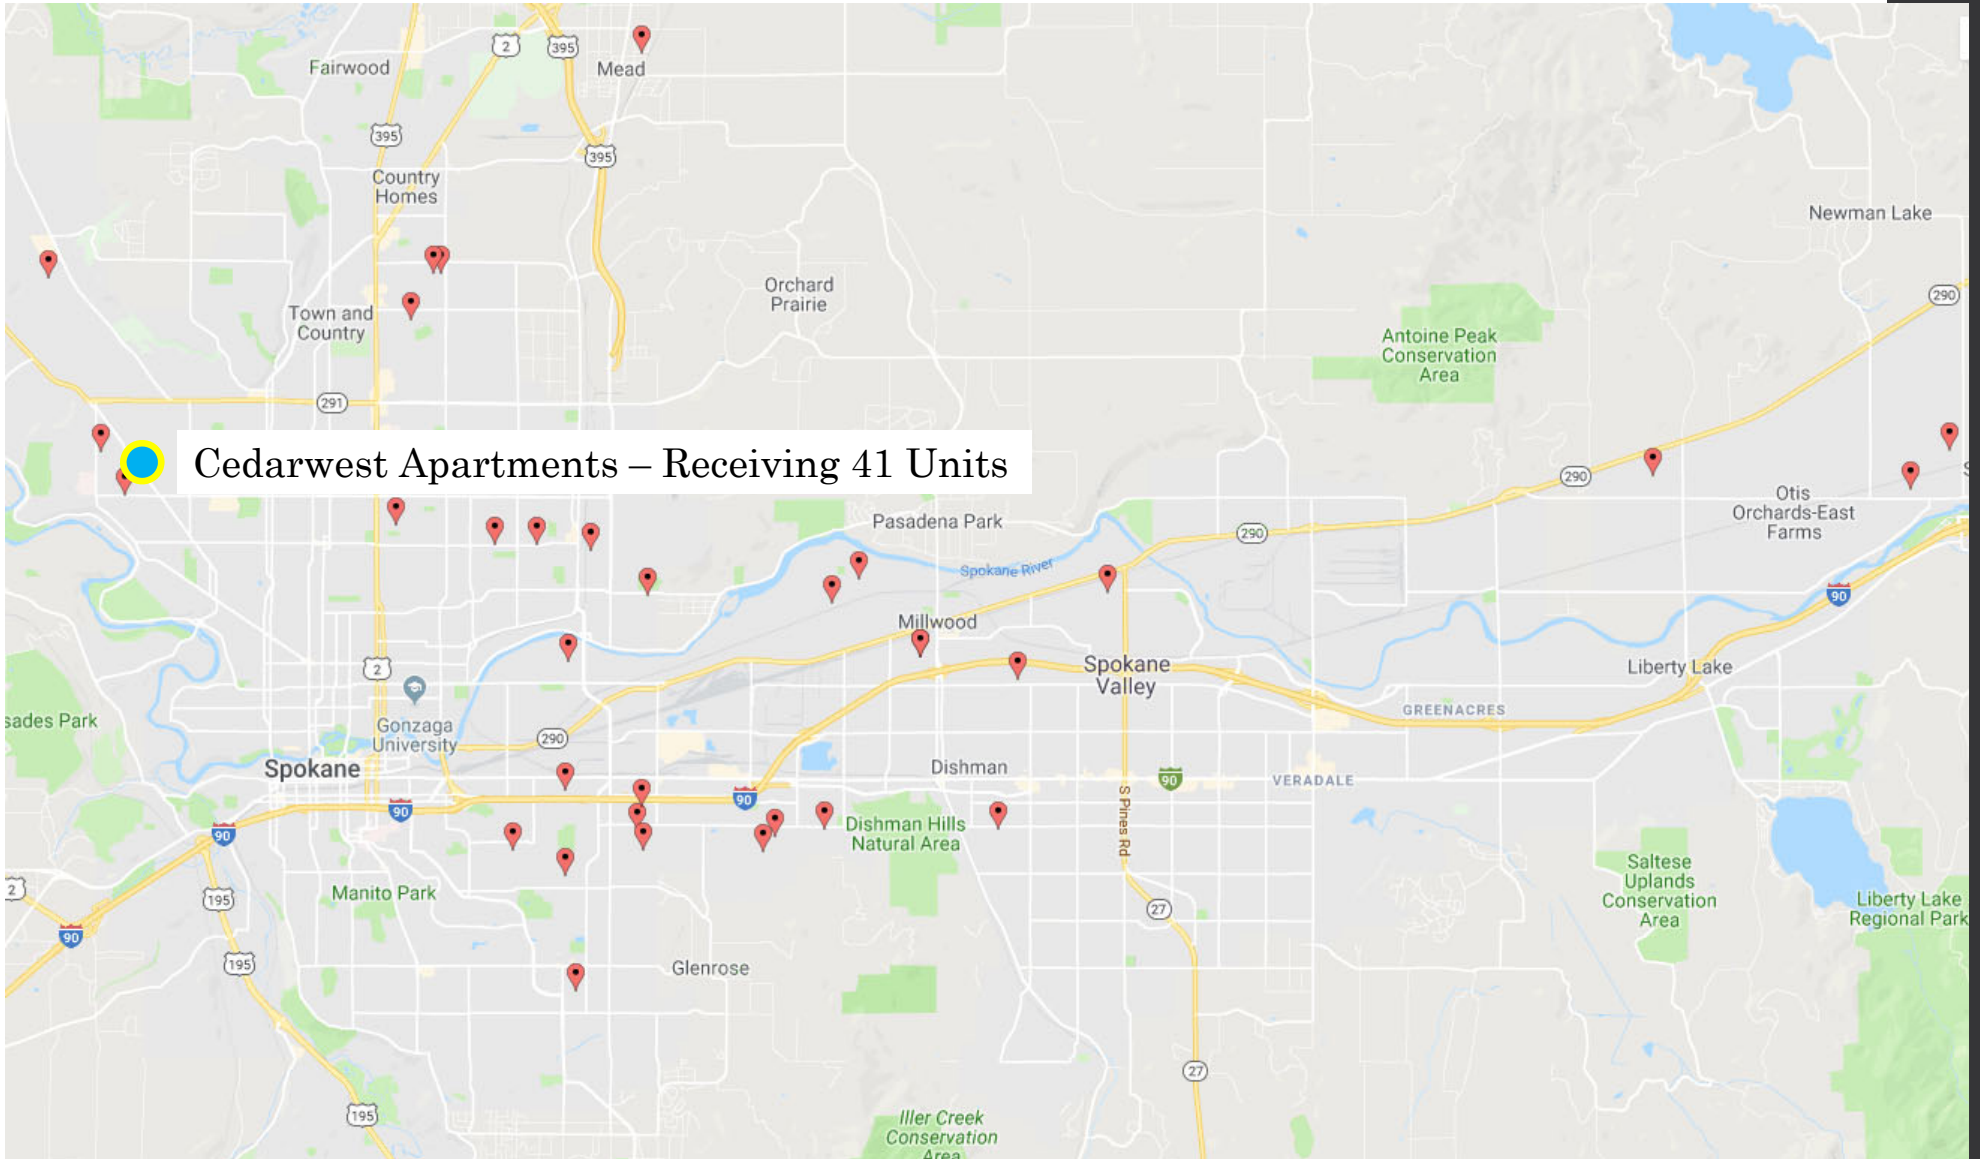 2
395
Mead
Fairwood
395
395
Country
Homes
Newman Lake
Orchard
Prairie
290
Town and
Country
Antoine Peak
Conservation
Area
291
Cedarwest Apartments – Receiving 41 Units
290
Otis
Orchards-East
Farms
Pasadena Park
290
Spokane River
90
Millwood
2
Spokane
Valley
Liberty Lake
GREENACRES
sades Park
Gonzaga
University
290
Spokane
Dishman
90
VERADALE
90
90
90
S Pines Rd
Dishman Hills
Natural Area
Saltese
Uplands
Conservation
Area
Manito Park
2
195
Liberty Lake
Regional Park
27
90
195
Glenrose
27
195
Iller Creek
Conservation
Area